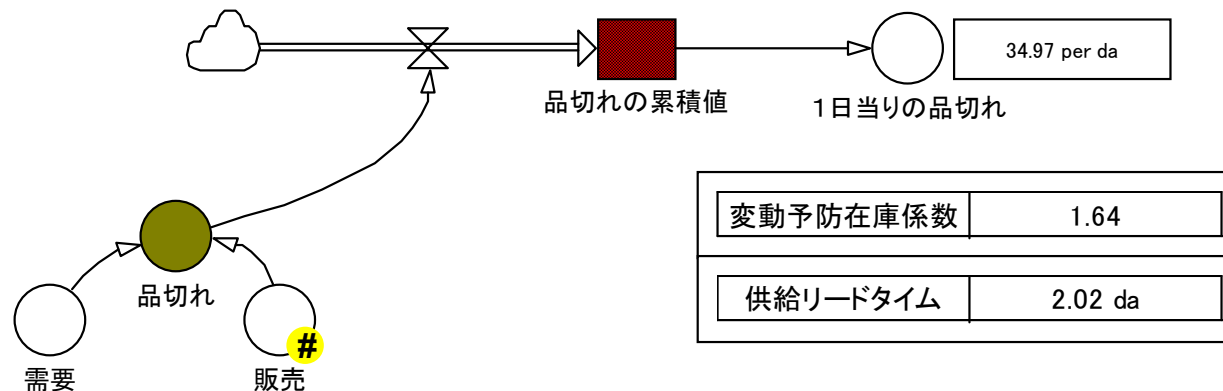 34.97 per da
品切れの累積値
１日当りの品切れ
変動予防在庫係数
1.64
品切れ
供給リードタイム
2.02 da
#
需要
販売